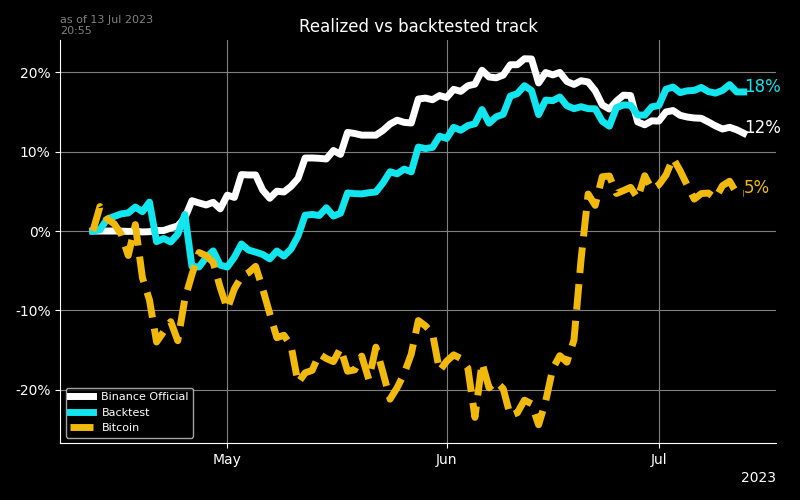 as of 13 Jul 2023
20:55
Realized vs backtested track
20%
10%
0%
-10%
-20%
18%
12%
5%
Binance Official
Backtest
Bitcoin
May
Jun
Jul
2023